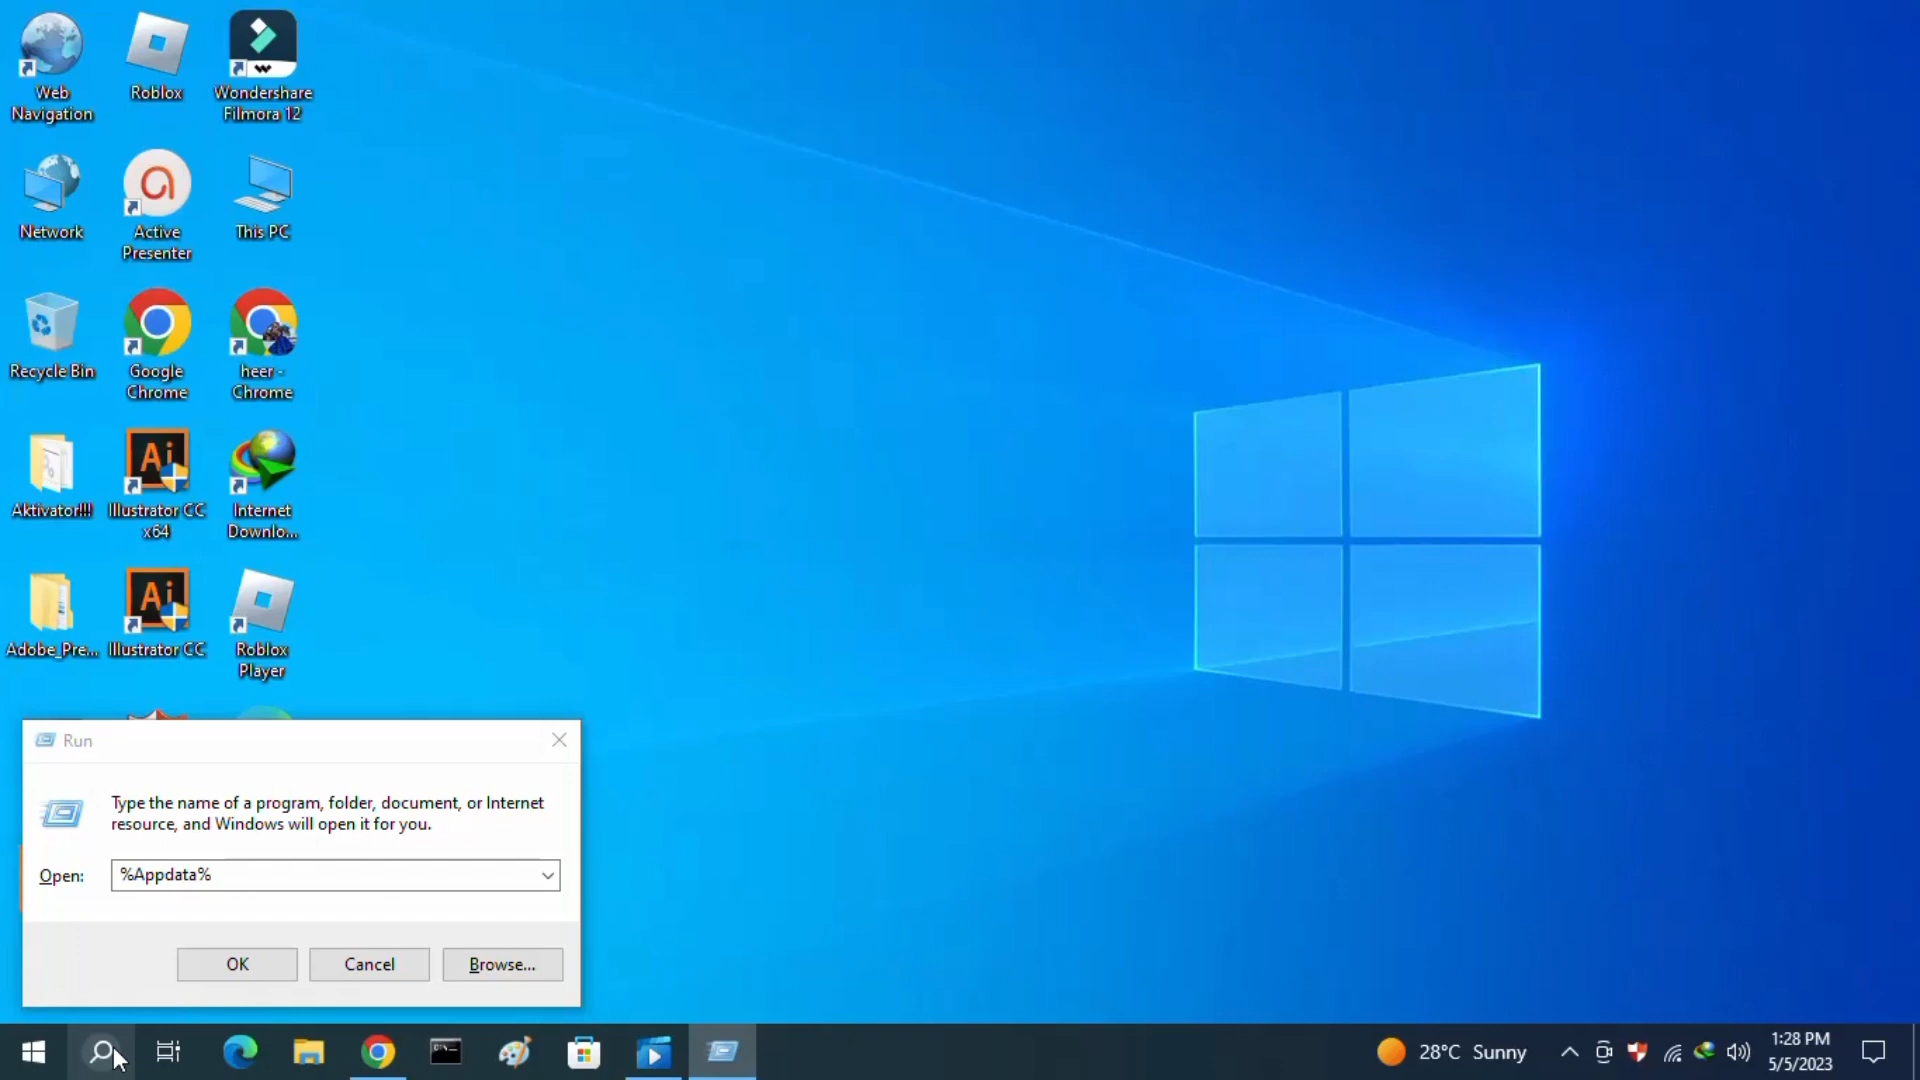 Web
Navigation
Roblox
Wondershare
Filmora 12
Network
Active
Presenter
This PC
Recycle Bin
Google
Chrome
heer -
Chrome
Aktivator!!!
Illustrator CC
x64
Internet
Downlo...
Adobe_Pre...
Illustrator CC
Roblox
Player
Run
Type the name of a program, folder, document, or Internet
resource, and Windows will open it for you.
Open:
%Appdata%
OK
Cancel
Browse...
28°C Sunny
1:28 PM
5/5/2023